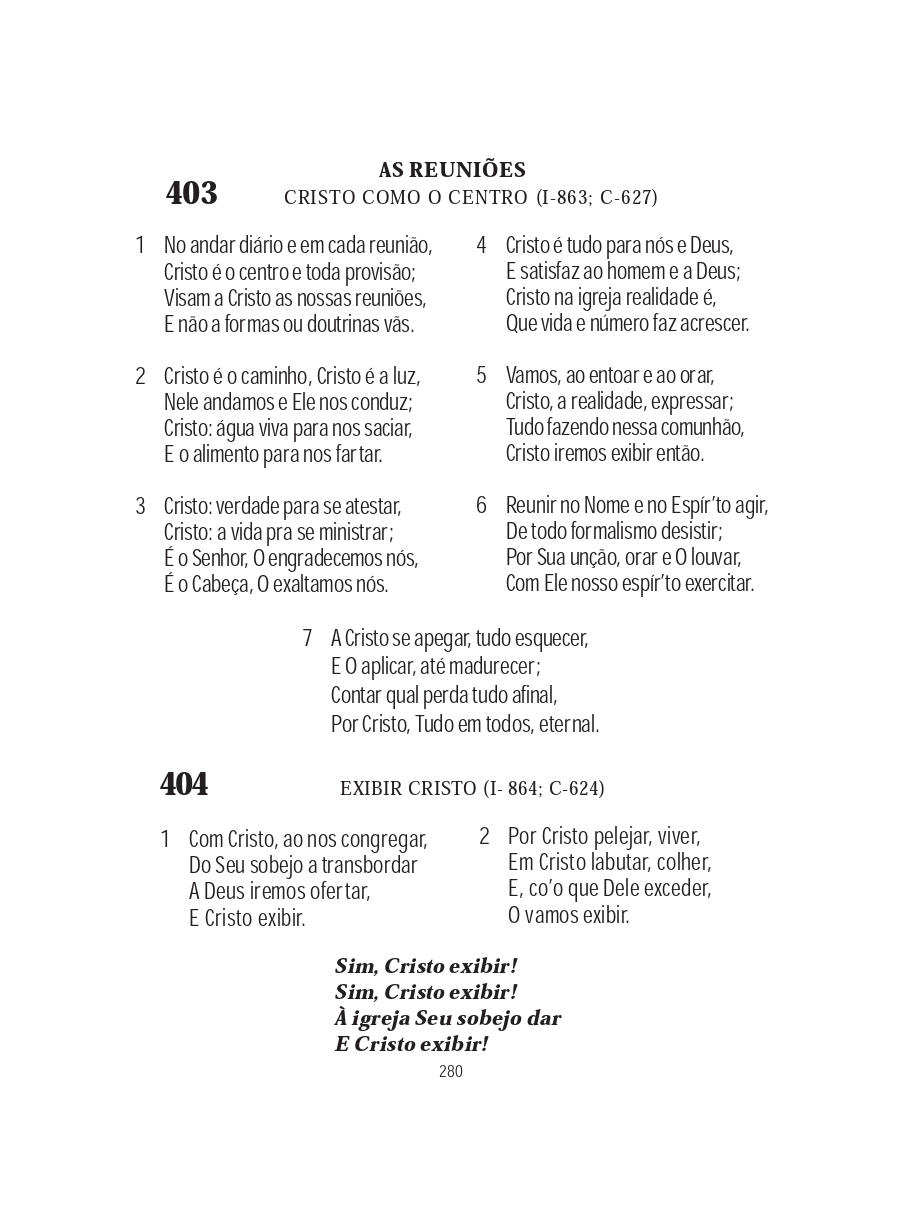 AS REUNIÕES
403 CRISTO COMO O CENTRO (I-863; C-627)
1 No andar diário e em cada reunião,
Cristo é o centro e toda provisão;
Visam a Cristo as nossas reuniões,
E não a formas ou doutrinas vãs.
2 Cristo é o caminho, Cristo é a luz,
Nele andamos e Ele nos conduz;
Cristo: água viva para nos saciar,
E o alimento para nos fartar.
3 Cristo: verdade para se atestar,
Cristo: a vida pra se ministrar;
É o Senhor, O engradecemos nós,
É o Cabeça, O exaltamos nós.
4 Cristo é tudo para nós e Deus,
E satisfaz ao homem e a Deus;
Cristo na igreja realidade é,
Que vida e número faz acrescer.
5 Vamos, ao entoar e ao orar,
Cristo, a realidade, expressar;
Tudo fazendo nessa comunhão,
Cristo iremos exibir então.
6 Reunir no Nome e no Espír’to agir,
De todo formalismo desistir;
Por Sua unção, orar e O louvar,
Com Ele nosso espír’to exercitar.
7 A Cristo se apegar, tudo esquecer,
E O aplicar, até madurecer;
Contar qual perda tudo afinal,
Por Cristo, Tudo em todos, eternal.
404 EXIBIR CRISTO (I- 864; C-624)
1 Com Cristo, ao nos congregar,
Do Seu sobejo a transbordar
A Deus iremos ofertar,
E Cristo exibir.
2 Por Cristo pelejar, viver,
Em Cristo labutar, colher,
E, co’o que Dele exceder,
O vamos exibir.
Sim, Cristo exibir!
Sim, Cristo exibir!
À igreja Seu sobejo dar
E Cristo exibir!
280